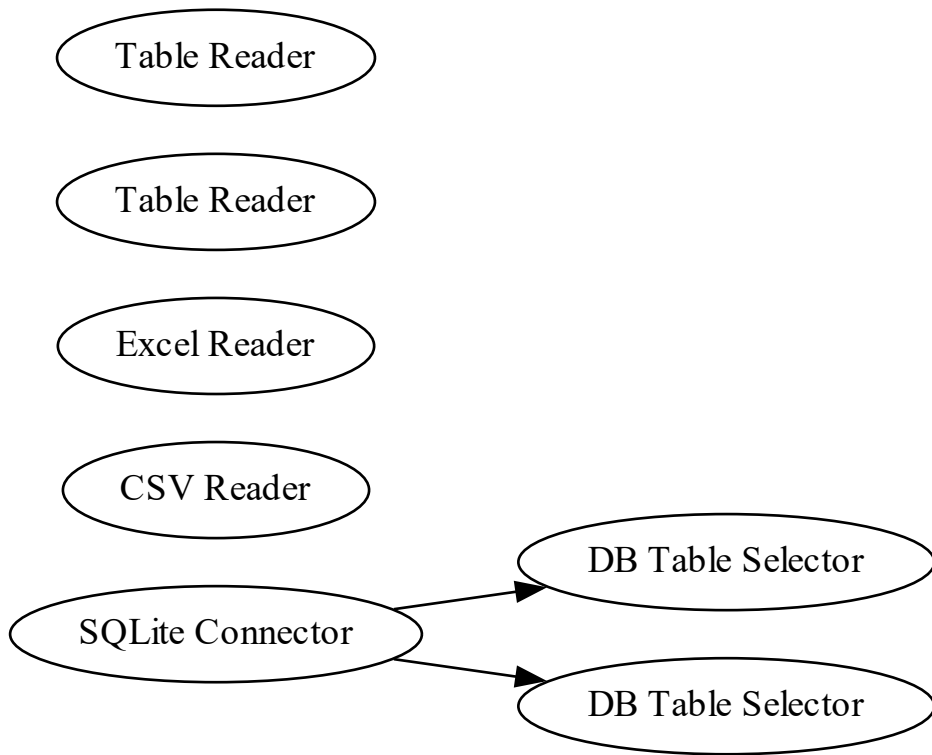 Table Reader
Table Reader
Excel Reader
CSV Reader
DB Table Selector
SQLite Connector
DB Table Selector